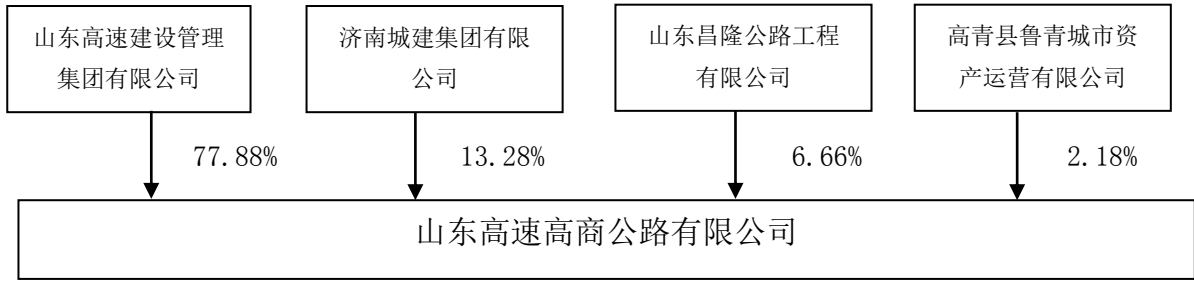 山东高速建设管理
集团有限公司
济南城建集团有限
公司
山东昌隆公路工程
有限公司
高青县鲁青城市资
产运营有限公司
77.88%
13.28%
6.66%
2.18%
山东高速高商公路有限公司